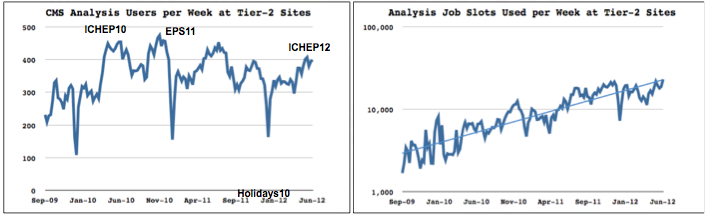 CMS Analysis Users per Week at Tier-2 Sites
ICHEP10
EPS11
ICHEP12
500
400
300
200
100
0
Holidays10
Sep-09 Jan-10 Jun-10 Nov-10 Apr-11 Aug-11 Jan-12 Jun-12
Analysis Job Slots Used per Week at Tier-2 Sites
100,000
10,000
1,000
Sep-09 Jan-10 Jun-10 Nov-10 Apr-11 Aug-11 Jan-12 Jun-12